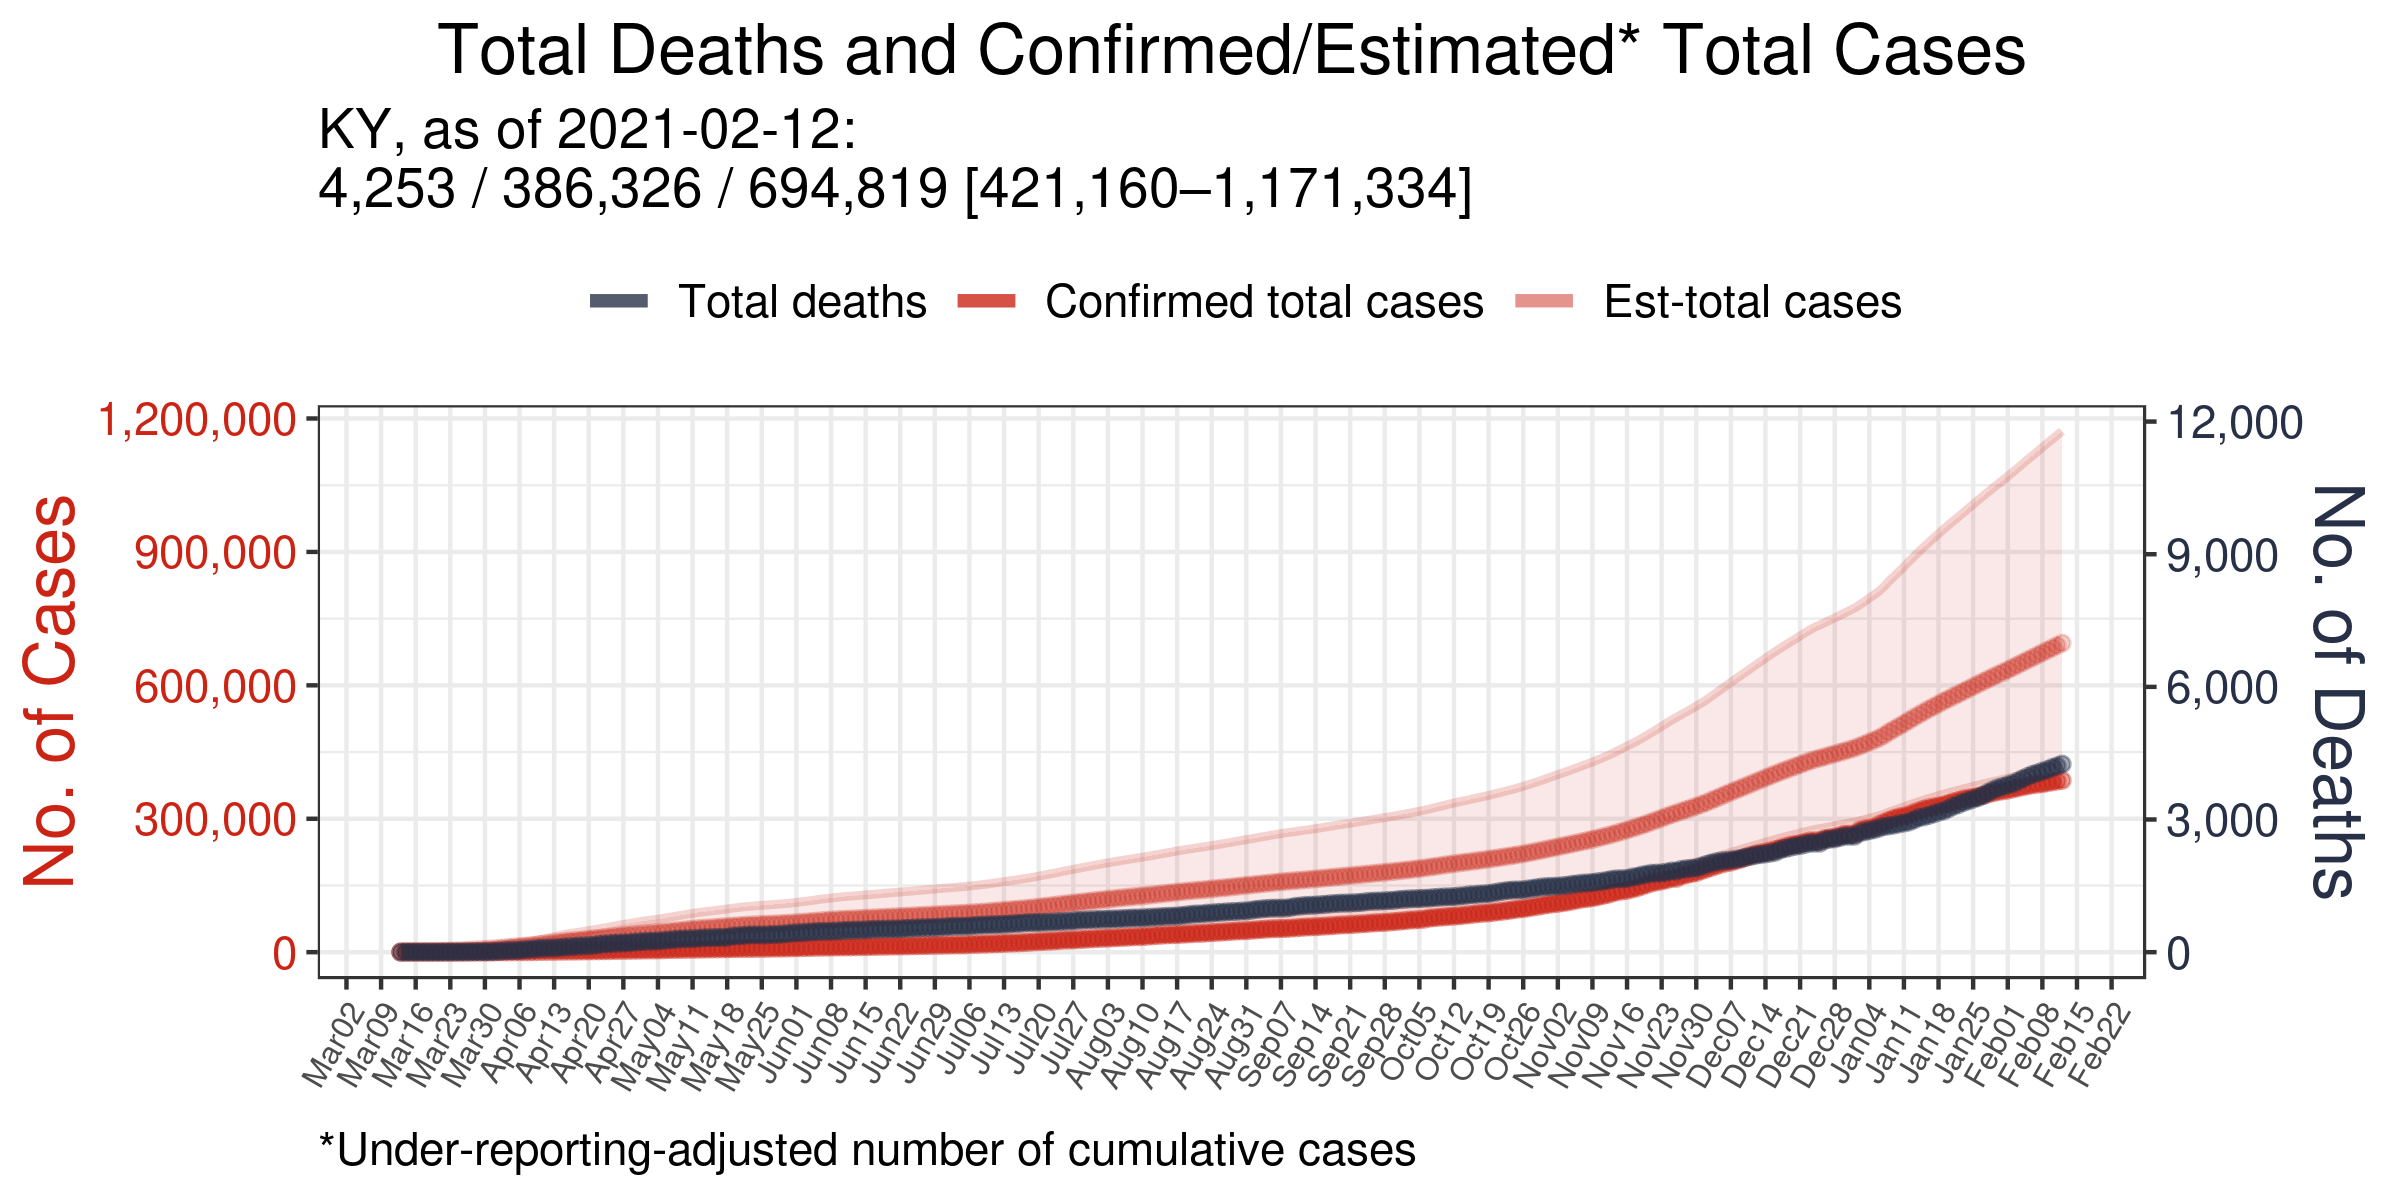 Total Deaths and Confirmed/Estimated* Total Cases
KY, as of 2021-02-12:
4,253 / 386,326 / 694,819 [421,160–1,171,334]
Total deaths
Confirmed total cases
Est-total cases
No. of Cases
1,200,000
900,000
600,000
300,000
0
12,000
9,000
6,000
3,000
0
No. of Deaths
Mar02
Mar09
Mar16
Mar23
Mar30
Apr06
Apr13
Apr20
Apr27
May04
May11
May18
May25
Jun01
Jun08
Jun15
Jun22
Jun29
Jul06
Jul13
Jul20
Jul27
Aug03
Aug10
Aug17
Aug24
Aug31
Sep07
Sep14
Sep21
Sep28
Oct05
Oct12
Oct19
Oct26
Nov02
Nov09
Nov16
Nov23
Nov30
Dec07
Dec14
Dec21
Dec28
Jan04
Jan11
Jan18
Jan25
Feb01
Feb08
Feb15
Feb22
*Under-reporting-adjusted number of cumulative cases